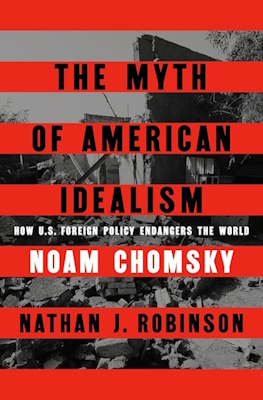 THE MYTH
OF AMERICAN
IDEALISM
HOW U.S. FOREIGN POLICY ENDANGERS THE WORLD
NOAM CHOMSKY
NATHAN J. ROBINSON